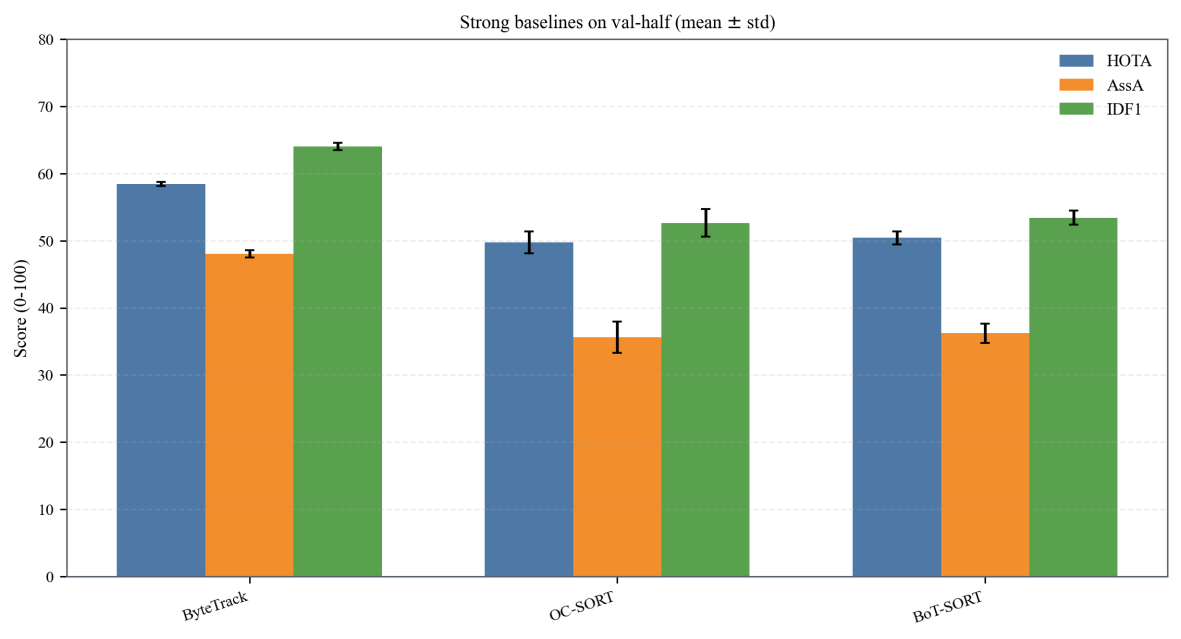 Strong baselines on val-half (mean ± std)
Score (0-100)
80
70
60
50
40
30
20
10
0
HOTA
AssA
IDF1
ByteTrack
OC-SORT
BoT-SORT